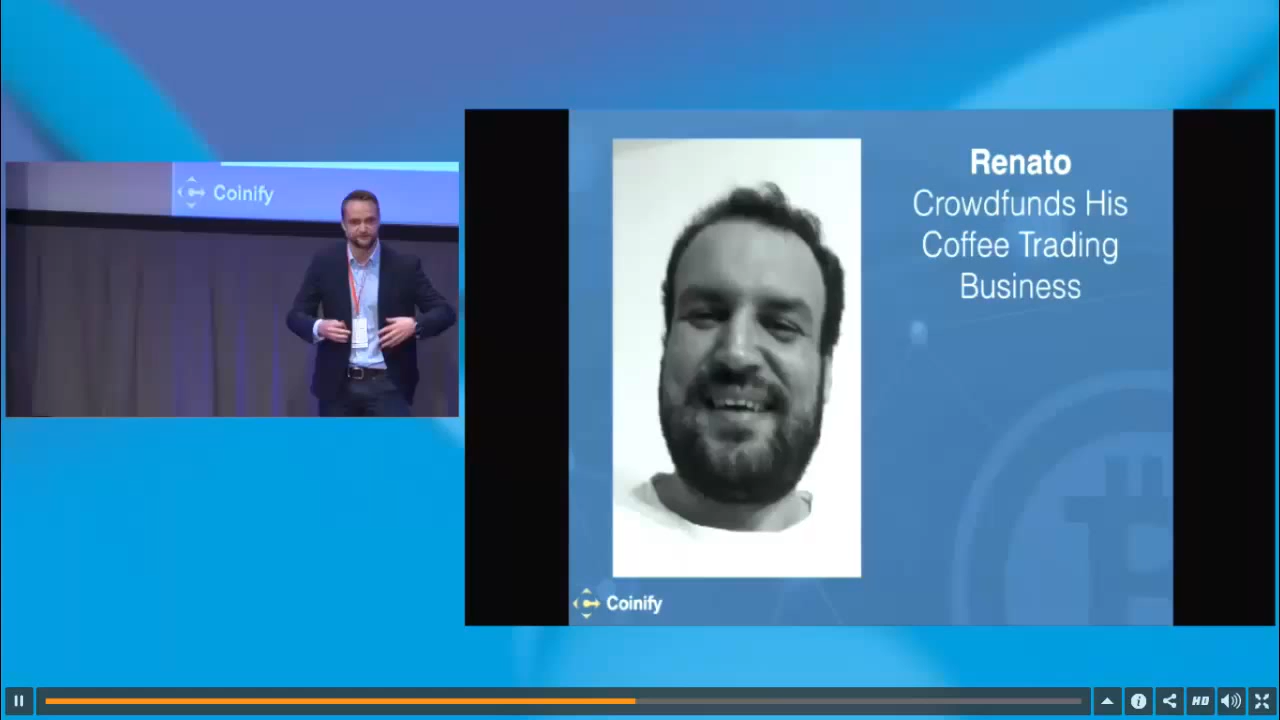 Coinify
Renato
Crowdfunds His
Coffee Trading
Business
Coinify
HD